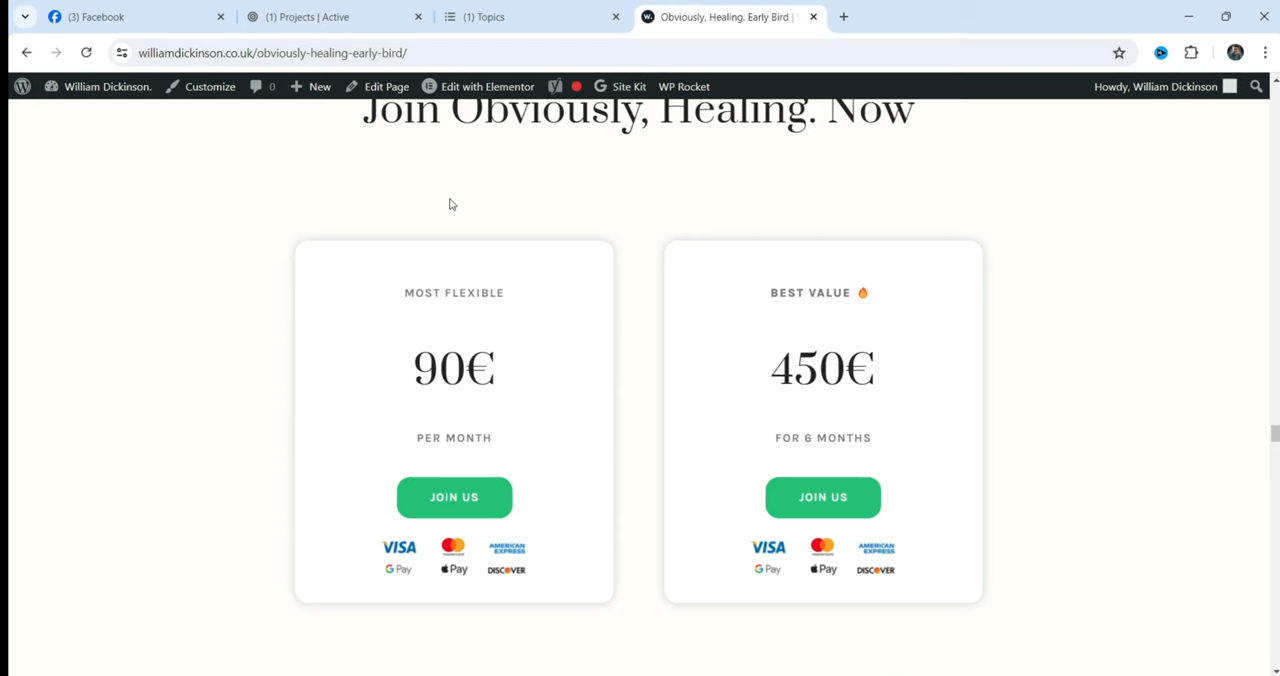 (3) Facebook
(1) Projects | Active
(1) Topics
Obviously, Healing. Early Bird |
williamdickinson.co.uk/obviously-healing-early-bird/
William Dickinson.
Customize
0
New
Edit Page
Edit with Elementor
Site Kit
WP Rocket
Howdy, William Dickinson
Join Obviously, Healing. Now
MOST FLEXIBLE
90€
PER MONTH
JOIN US
VISA mastercard AMERICAN EXPRESS
G Pay Pay DISCOVER
BEST VALUE 🔥
450€
FOR 6 MONTHS
JOIN US
VISA mastercard AMERICAN EXPRESS
G Pay Pay DISCOVER